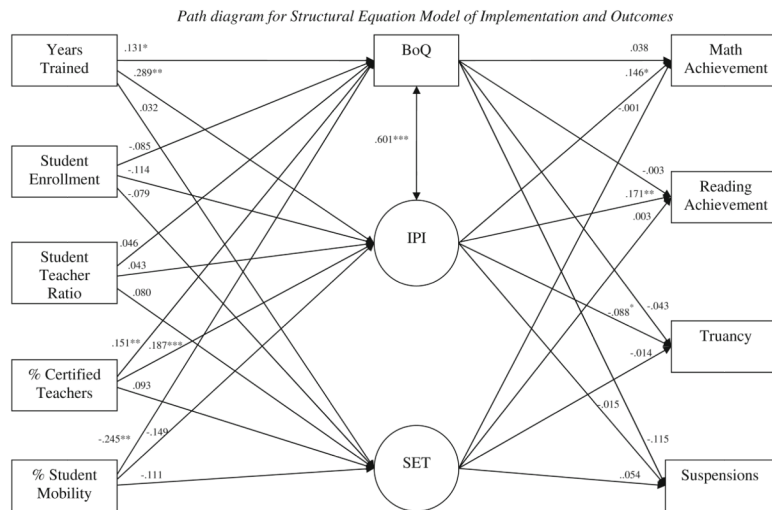 Path diagram for Structural Equation Model of Implementation and Outcomes
Years
Trained
.131*
.289**
.032
BoQ
.038
.146*
-.001
Math
Achievement
Student
Enrollment
-.085
-.114
-.079
.601***
-.003
.171**
.003
Reading
Achievement
IPI
Student
Teacher
Ratio
.046
.043
.080
-.043
-.088*
-.014
Truancy
.151**
.187***
.093
% Certified
Teachers
-.015
-.245**
-.149
-.111
% Student
Mobility
SET
-.115
.054
Suspensions